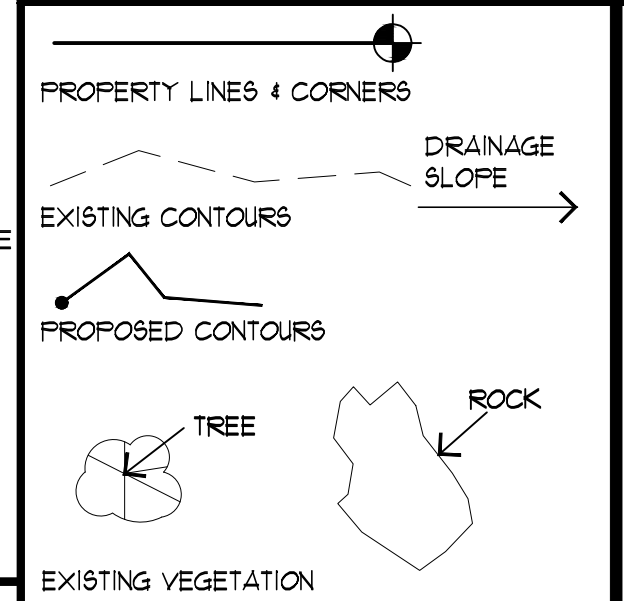 PROPERTY LINES & CORNERS
DRAINAGE
SLOPE
EXISTING CONTOURS
E
PROPOSED CONTOURS
ROCK
TREE
EXISTING VEGETATION